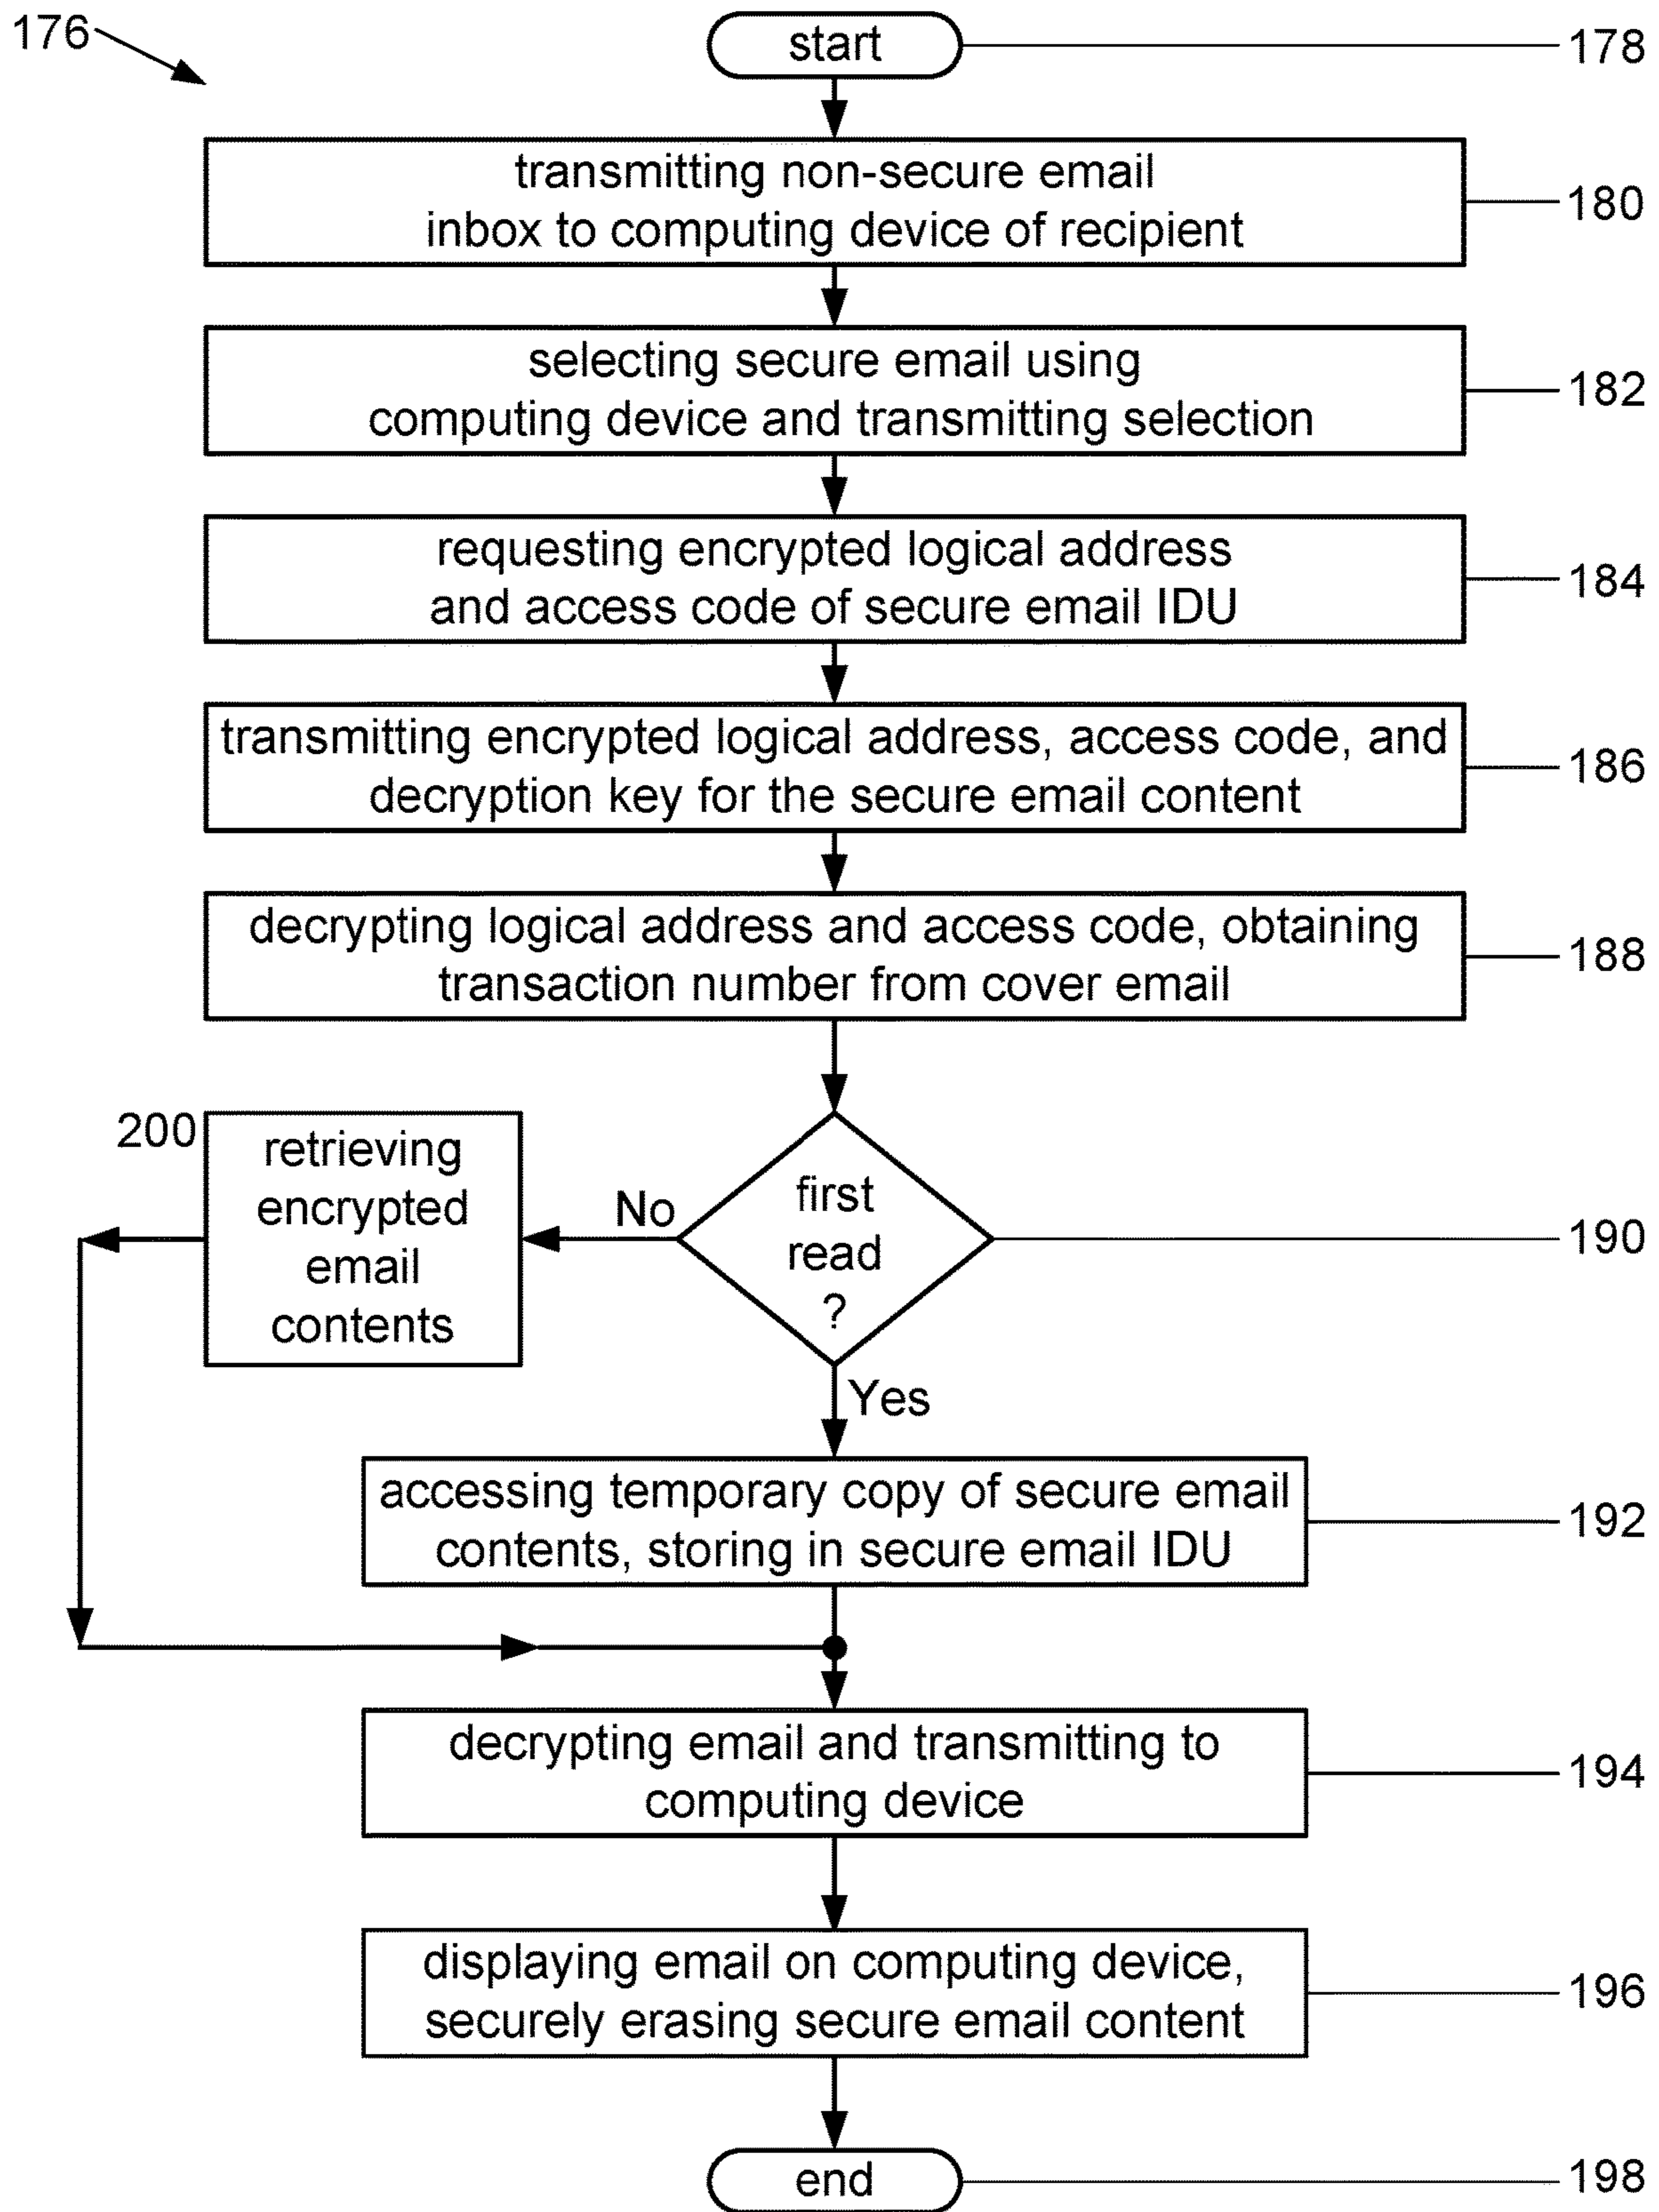 176
start
178
transmitting non-secure email
inbox to computing device of recipient
180
selecting secure email using
computing device and transmitting selection
182
requesting encrypted logical address
and access code of secure email IDU
184
transmitting encrypted logical address, access code, and
decryption key for the secure email content
186
decrypting logical address and access code, obtaining
transaction number from cover email
188
200
retrieving
encrypted
email
contents
No
first
read
?
190
Yes
accessing temporary copy of secure email
contents, storing in secure email IDU
192
decrypting email and transmitting to
computing device
194
displaying email on computing device,
securely erasing secure email content
196
end
198